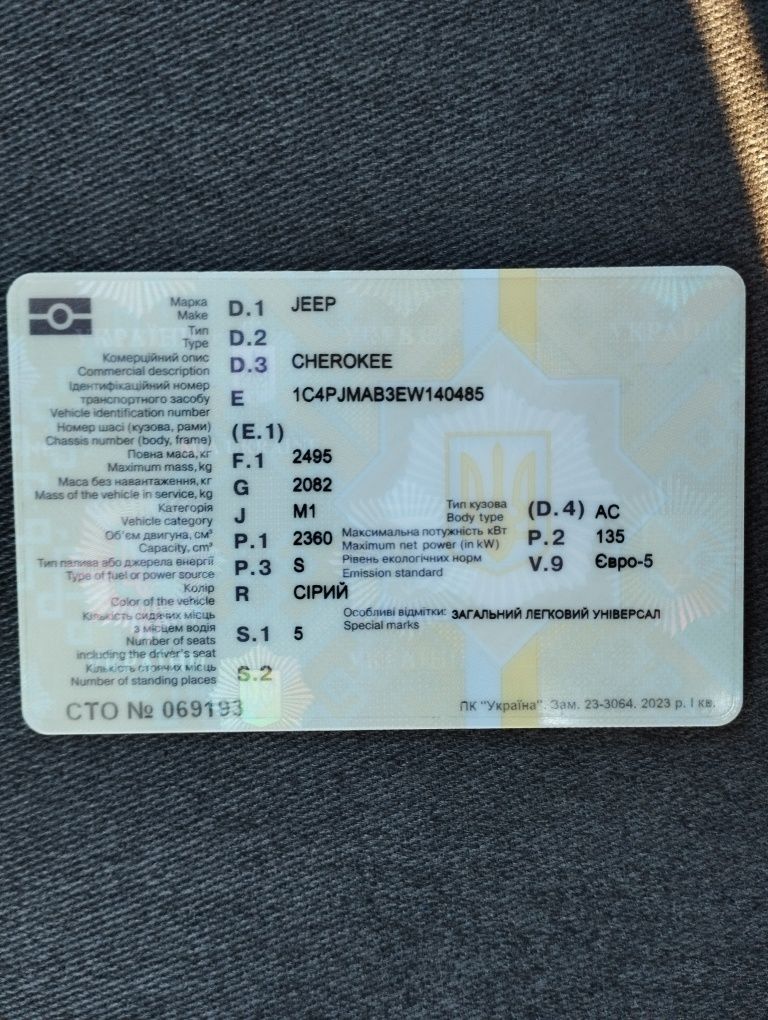 Марка
Make
D.1 JEEP
Тип
Type
D.2
Комерційний опис
Commercial description
D.3 CHEROKEE
Ідентифікаційний номер
транспортного засобу
Vehicle identification number
E 1C4PJMAB3EW140485
Номер шасі (кузова, рами)
Chassis number (body, frame)
(E.1)
Повна маса, кг
Maximum mass, kg
F.1 2495
Маса без навантаження, кг
Mass of the vehicle in service, kg
G 2082
Категорія
Vehicle category
J M1
Тип кузова
Body type
(D.4) AC
Об'єм двигуна, см³
Capacity, cm³
P.1 2360
Максимальна потужність кВт
Maximum net power (in kW)
P.2 135
Тип палива або джерела енергії
Type of fuel or power source
P.3 S
Рівень екологічних норм
Emission standard
V.9 Євро-5
Колір
Color of the vehicle
R СІРИЙ
Особливі відмітки: ЗАГАЛЬНИЙ ЛЕГКОВИЙ УНІВЕРСАЛ
Special marks
Кількість сидячих місць
з місцем водія
Number of seats
including the driver's seat
S.1 5
Кількість стоячих місць
Number of standing places
S.2
СТО № 069193
ПК "Україна". Зам. 23-3064. 2023 р. І кв.